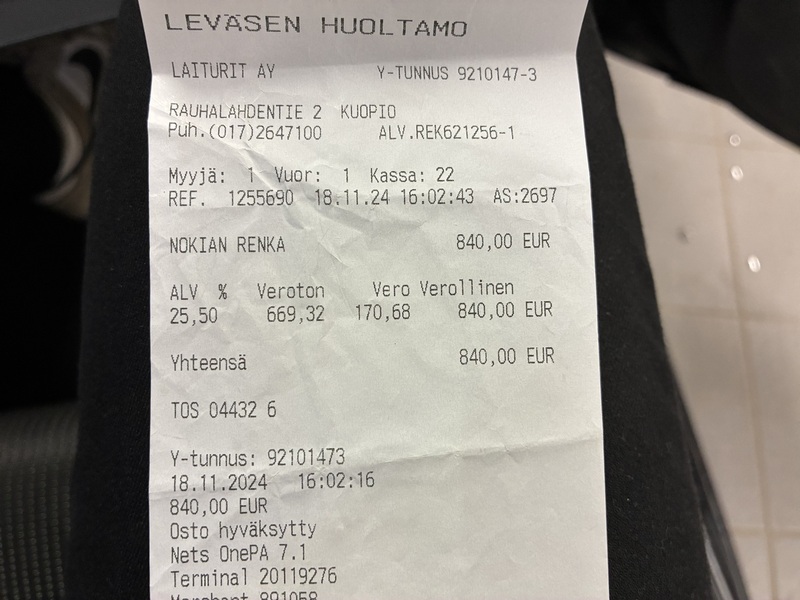 LEVÄSEN HUOLTAMO
LAITURIT AY Y-TUNNUS 9210147-3
RAUHALAHDENTIE 2 KUOPIO
Puh.(017)2647100 ALV.REK621256-1
Myyjä: 1 Vuor: 1 Kassa: 22
REF. 1255690 18.11.24 16:02:43 AS:2697
NOKIAN RENKA 840,00 EUR
ALV % Veroton Vero Verollinen
25,50 669,32 170,68 840,00 EUR
Yhteensä 840,00 EUR
TOS 04432 6
Y-tunnus: 92101473
18.11.2024 16:02:16
840,00 EUR
Osto hyväksytty
Nets OnePA 7.1
Terminal 20119276
Merchant 891058